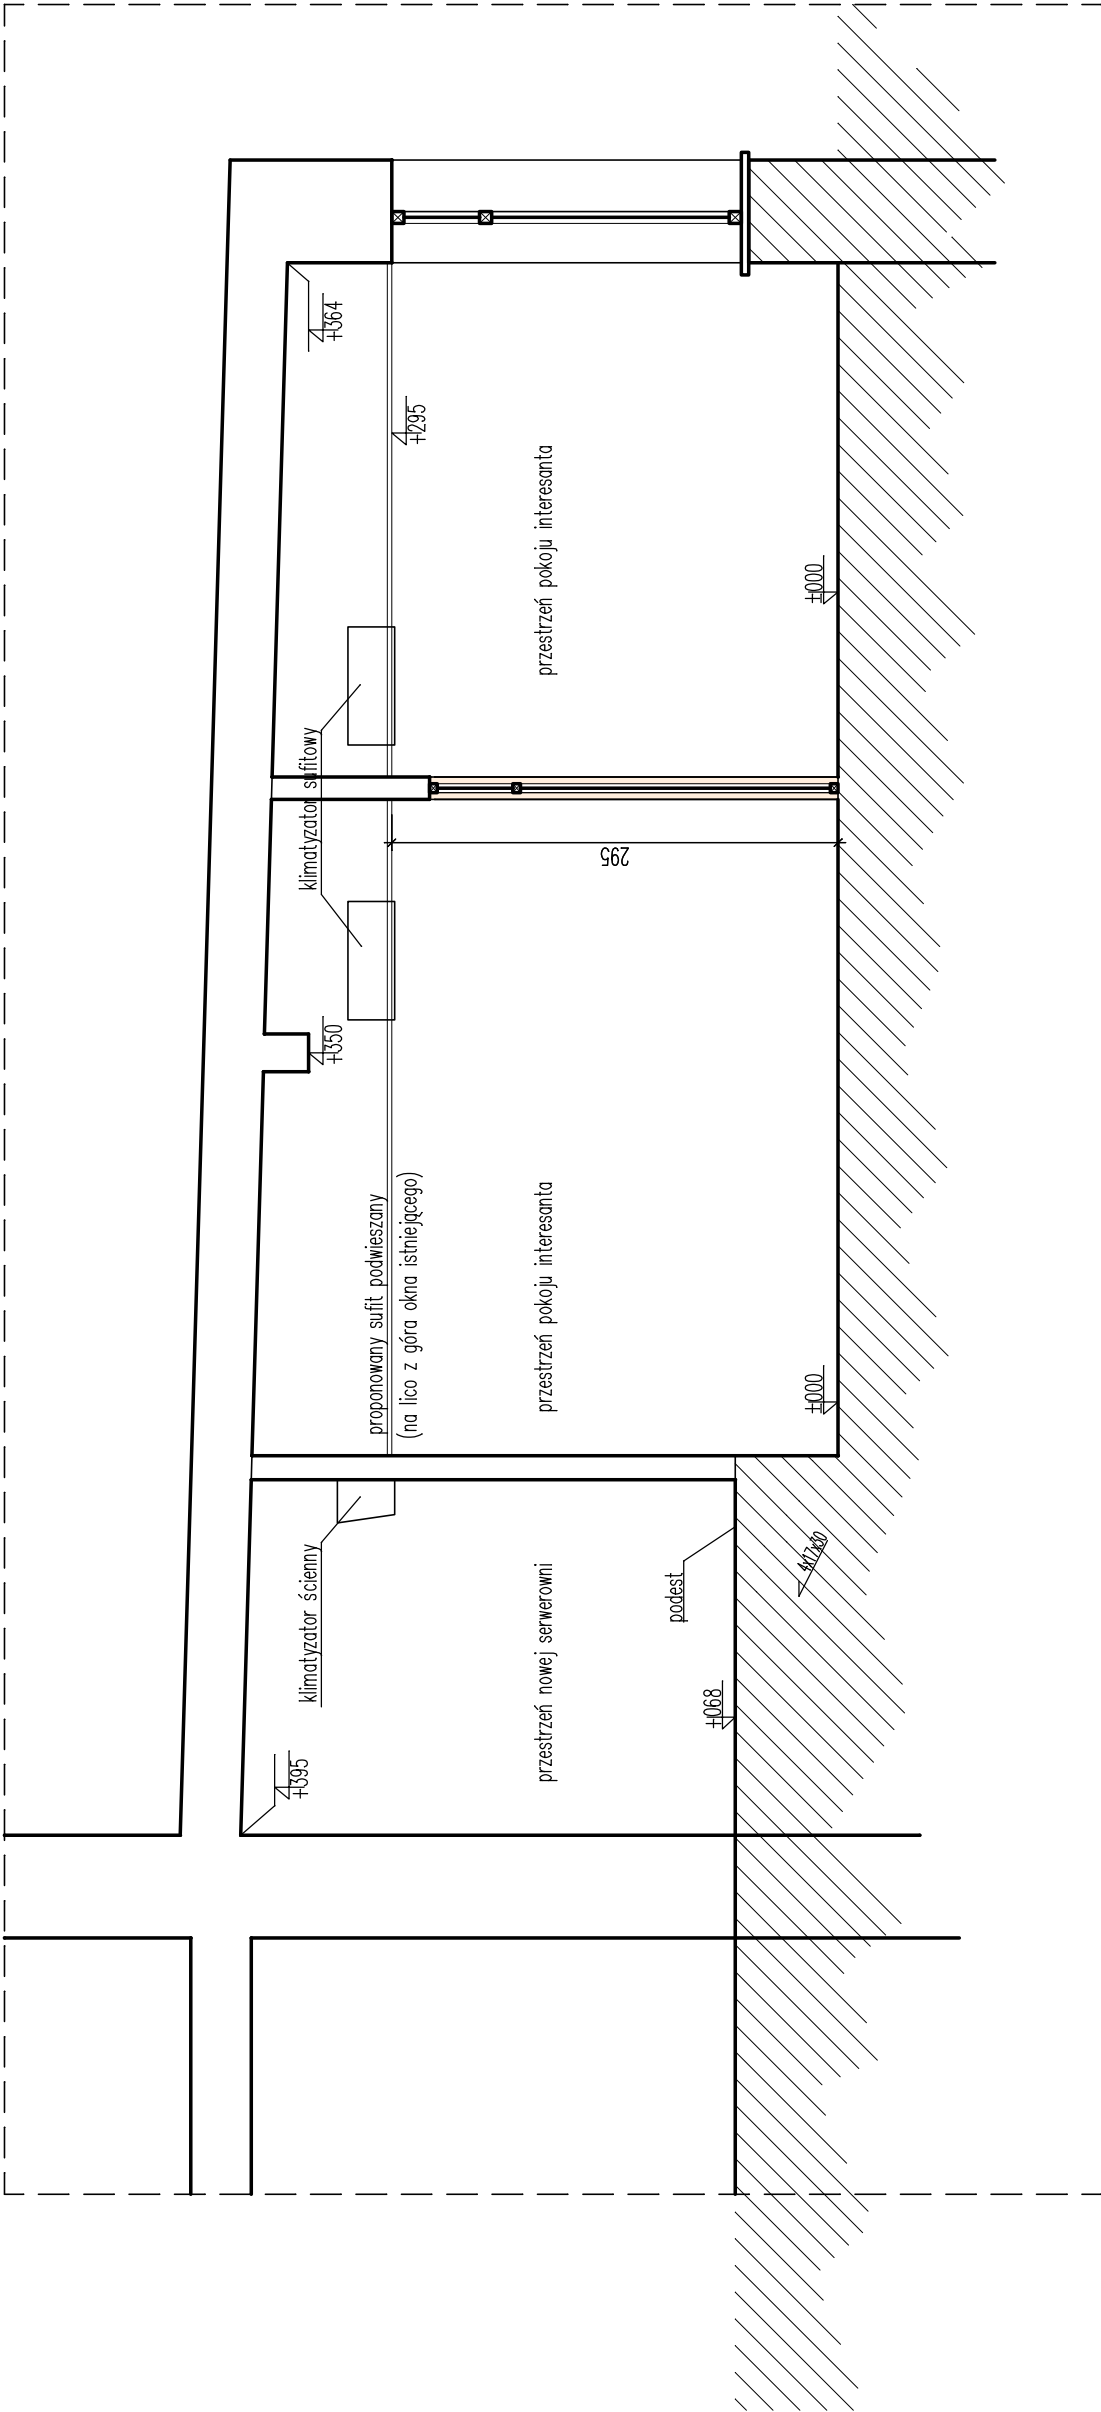 +395
klimatyzator ścienny
przestrzeń nowej serwerowni
±068
podest
4x17x30
proponowany sufit podwieszany
(na lico z góra okna istniejącego)
przestrzeń pokoju interesanta
±000
+350
klimatyzator sufitowy
295
przestrzeń pokoju interesanta
±000
+295
+364